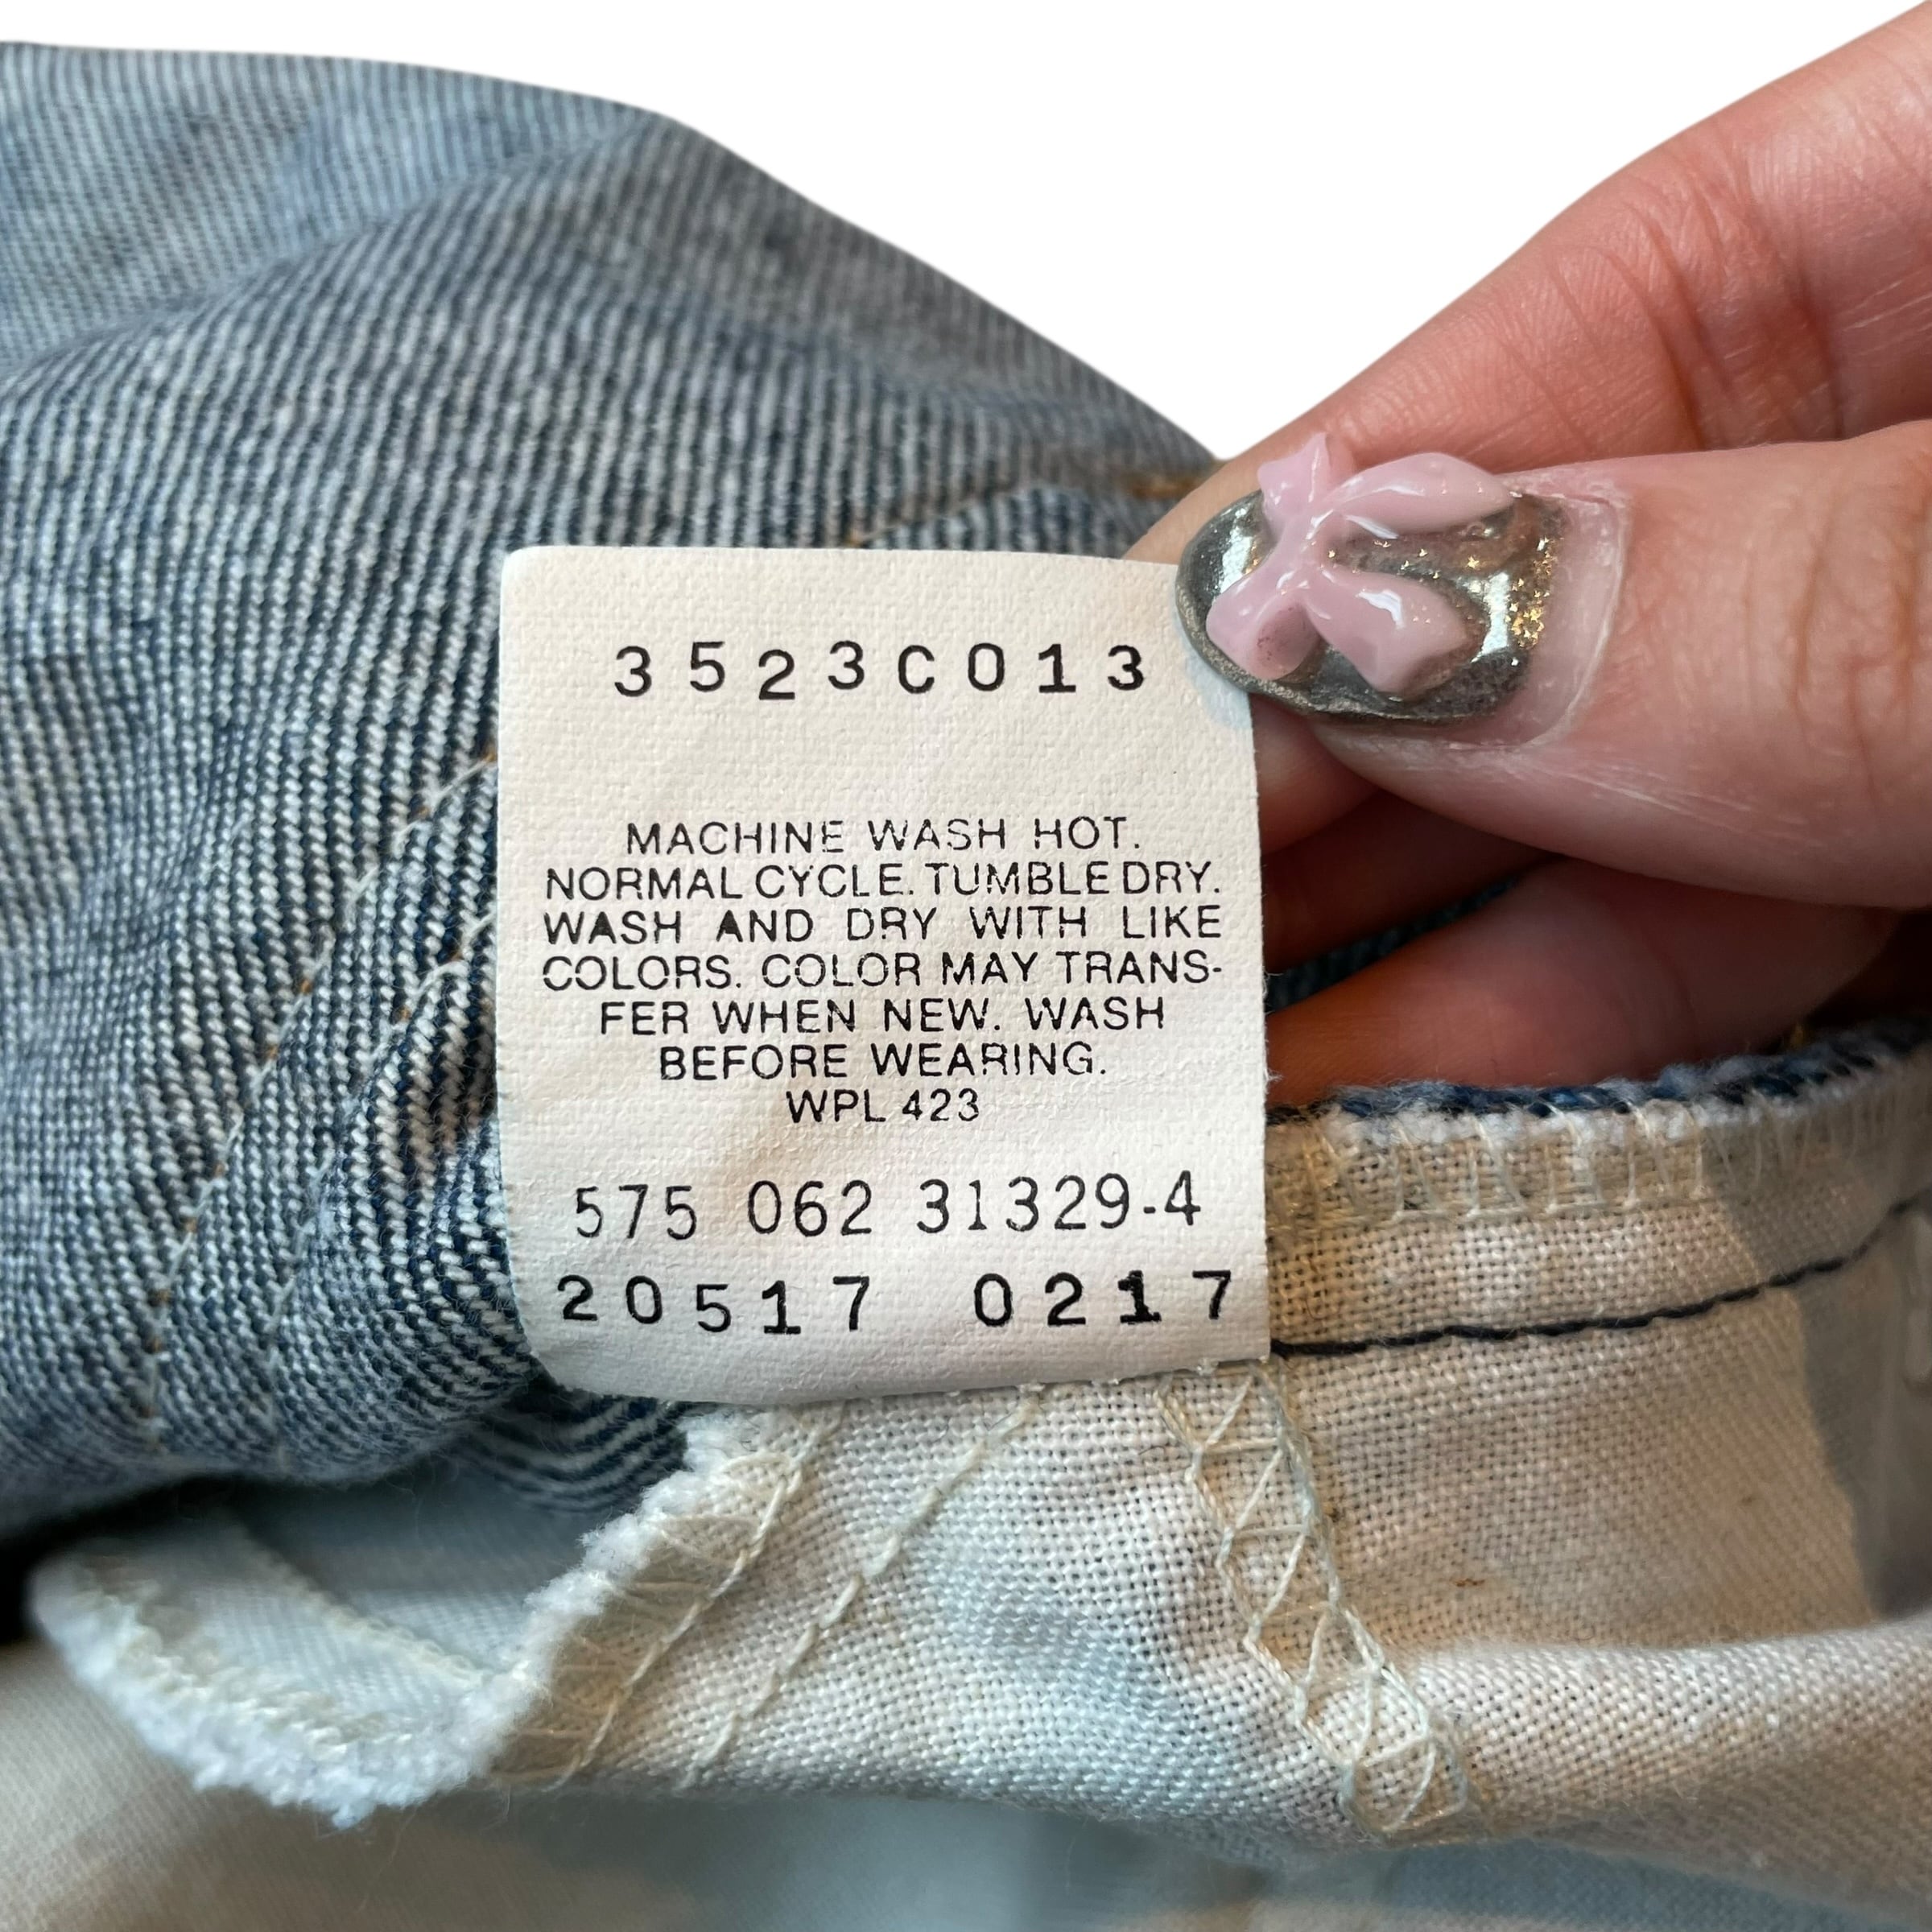 3523C013
MACHINE WASH HOT.
NORMAL CYCLE. TUMBLE DRY.
WASH AND DRY WITH LIKE
COLORS. COLOR MAY TRANS-
FER WHEN NEW. WASH
BEFORE WEARING.
WPL 423
575 062 31329-4
20517 0217